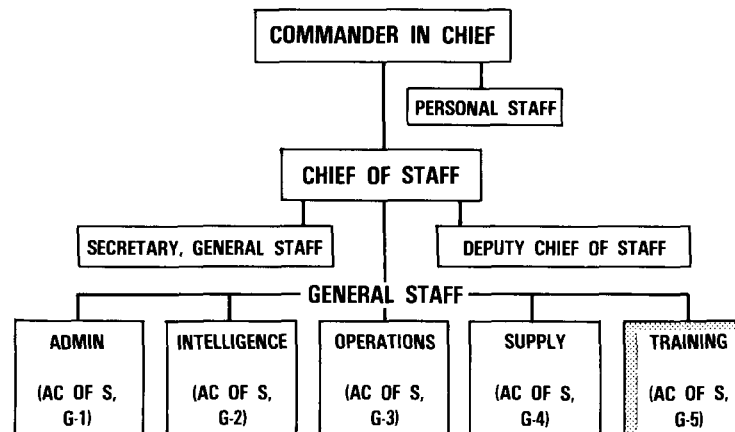 COMMANDER IN CHIEF
PERSONAL STAFF
CHIEF OF STAFF
SECRETARY, GENERAL STAFF
DEPUTY CHIEF OF STAFF
GENERAL STAFF
ADMIN
(AC OF S,
G-1)
INTELLIGENCE
(AC OF S,
G-2)
OPERATIONS
(AC OF S,
G-3)
SUPPLY
(AC OF S,
G-4)
TRAINING
(AC OF S,
G-5)